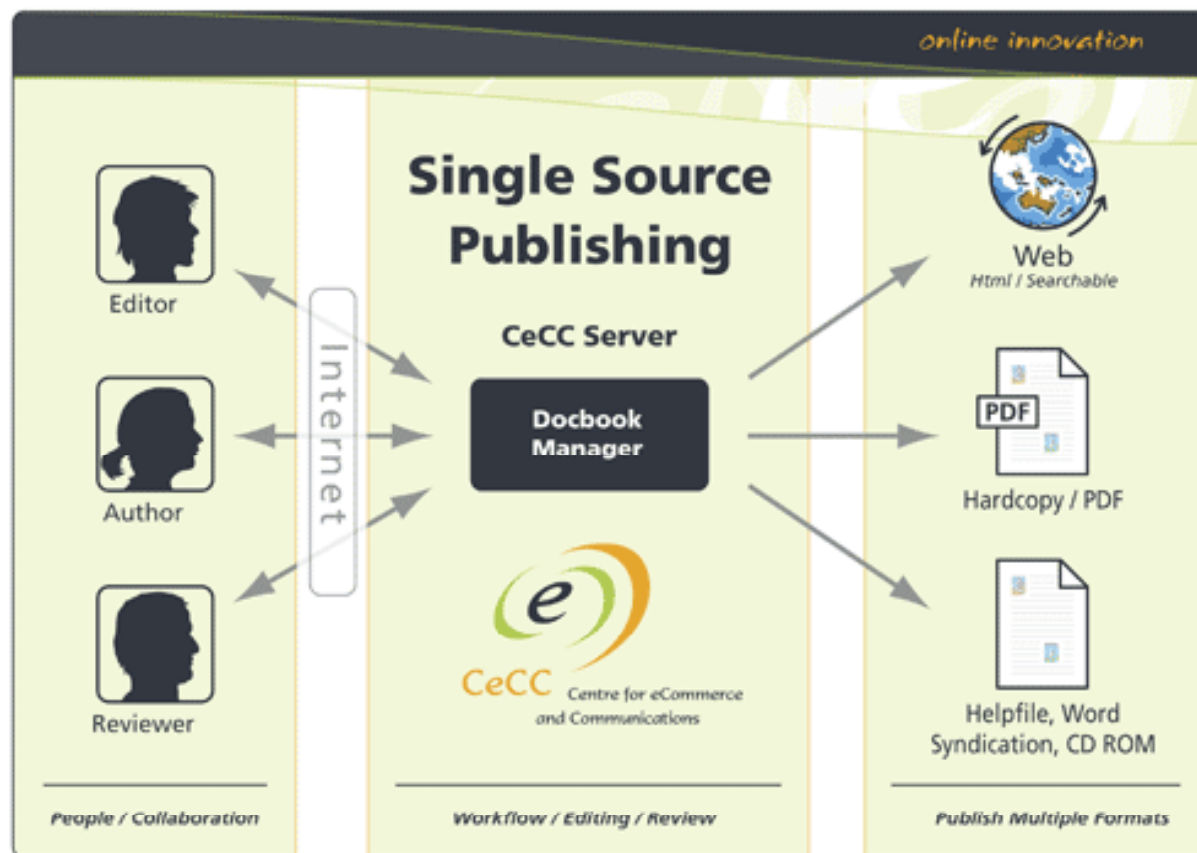 online innovation
Single Source
Publishing
Editor
Author
Reviewer
People / Collaboration
Internet
CeCC Server
Docbook
Manager
e
CeCC Centre for eCommerce
and Communications
Workflow / Editing / Review
Web
Html / Searchable
PDF
Hardcopy / PDF
Helpfile, Word
Syndication, CD ROM
Publish Multiple Formats